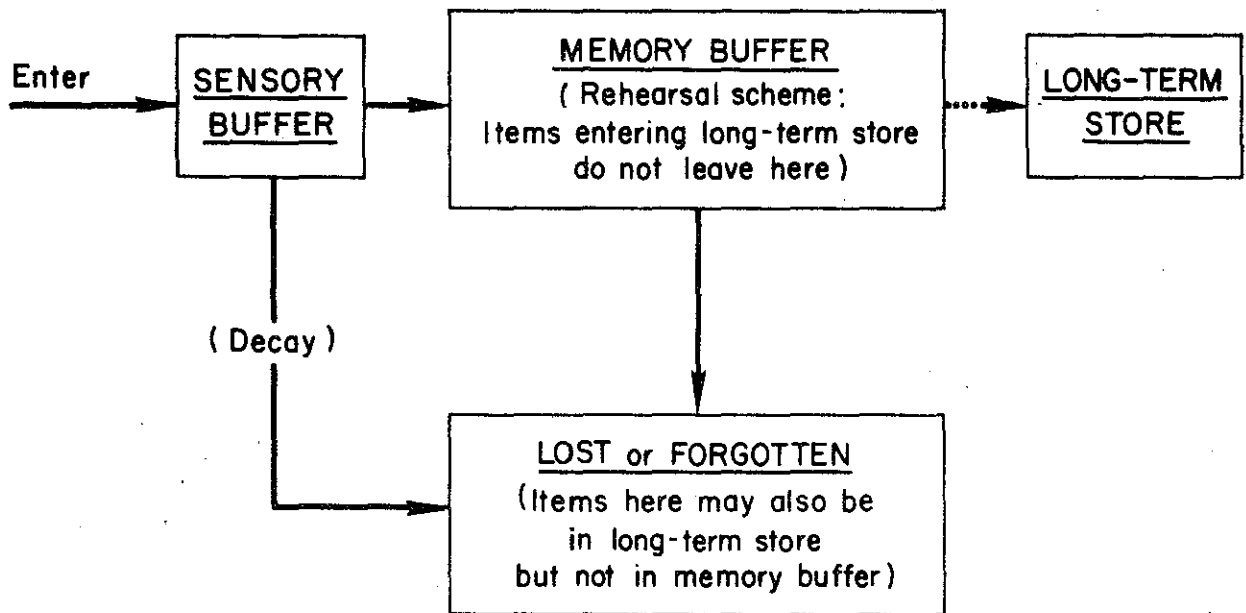 Enter
SENSORY
BUFFER
MEMORY BUFFER
( Rehearsal scheme:
Items entering long-term store
do not leave here )
LONG-TERM
STORE
( Decay )
LOST or FORGOTTEN
(Items here may also be
in long-term store
but not in memory buffer)